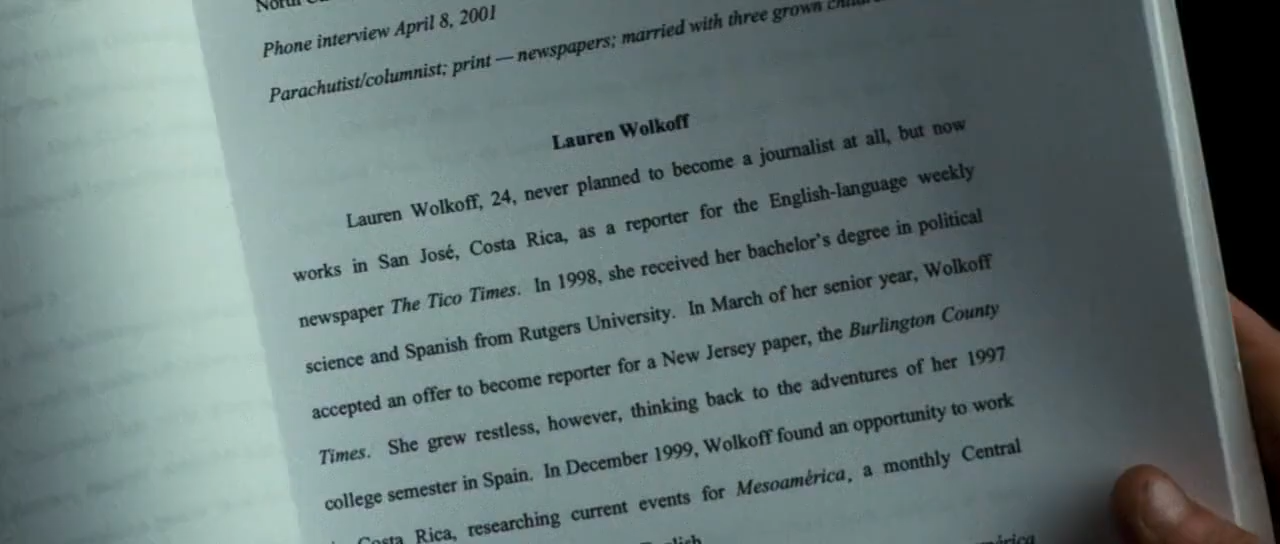 Phone interview April 8, 2001
Parachutist/columnist; print — newspapers; married with three grown
Lauren Wolkoff
Lauren Wolkoff, 24, never planned to become a journalist at all, but now
works in San José, Costa Rica, as a reporter for the English-language weekly
newspaper The Tico Times. In 1998, she received her bachelor's degree in political
science and Spanish from Rutgers University. In March of her senior year, Wolkoff
accepted an offer to become reporter for a New Jersey paper, the Burlington County
Times. She grew restless, however, thinking back to the adventures of her 1997
college semester in Spain. In December 1999, Wolkoff found an opportunity to work
Costa Rica, researching current events for Mesoamérica, a monthly Central